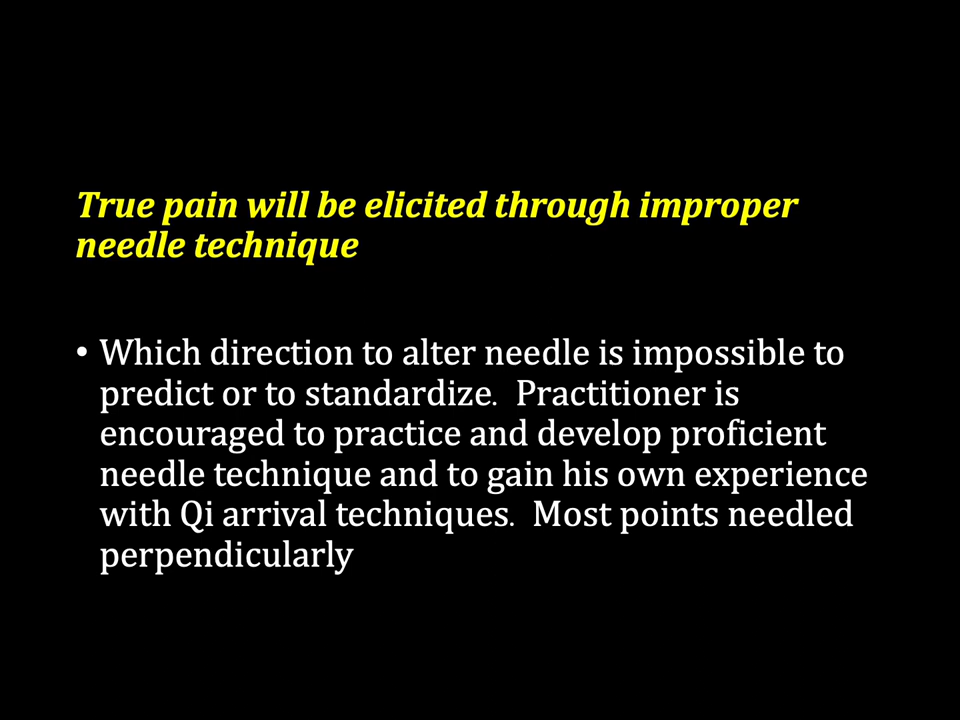 True pain will be elicited through improper
needle technique
• Which direction to alter needle is impossible to
predict or to standardize.  Practitioner is
encouraged to practice and develop proficient
needle technique and to gain his own experience
with Qi arrival techniques.  Most points needled
perpendicularly